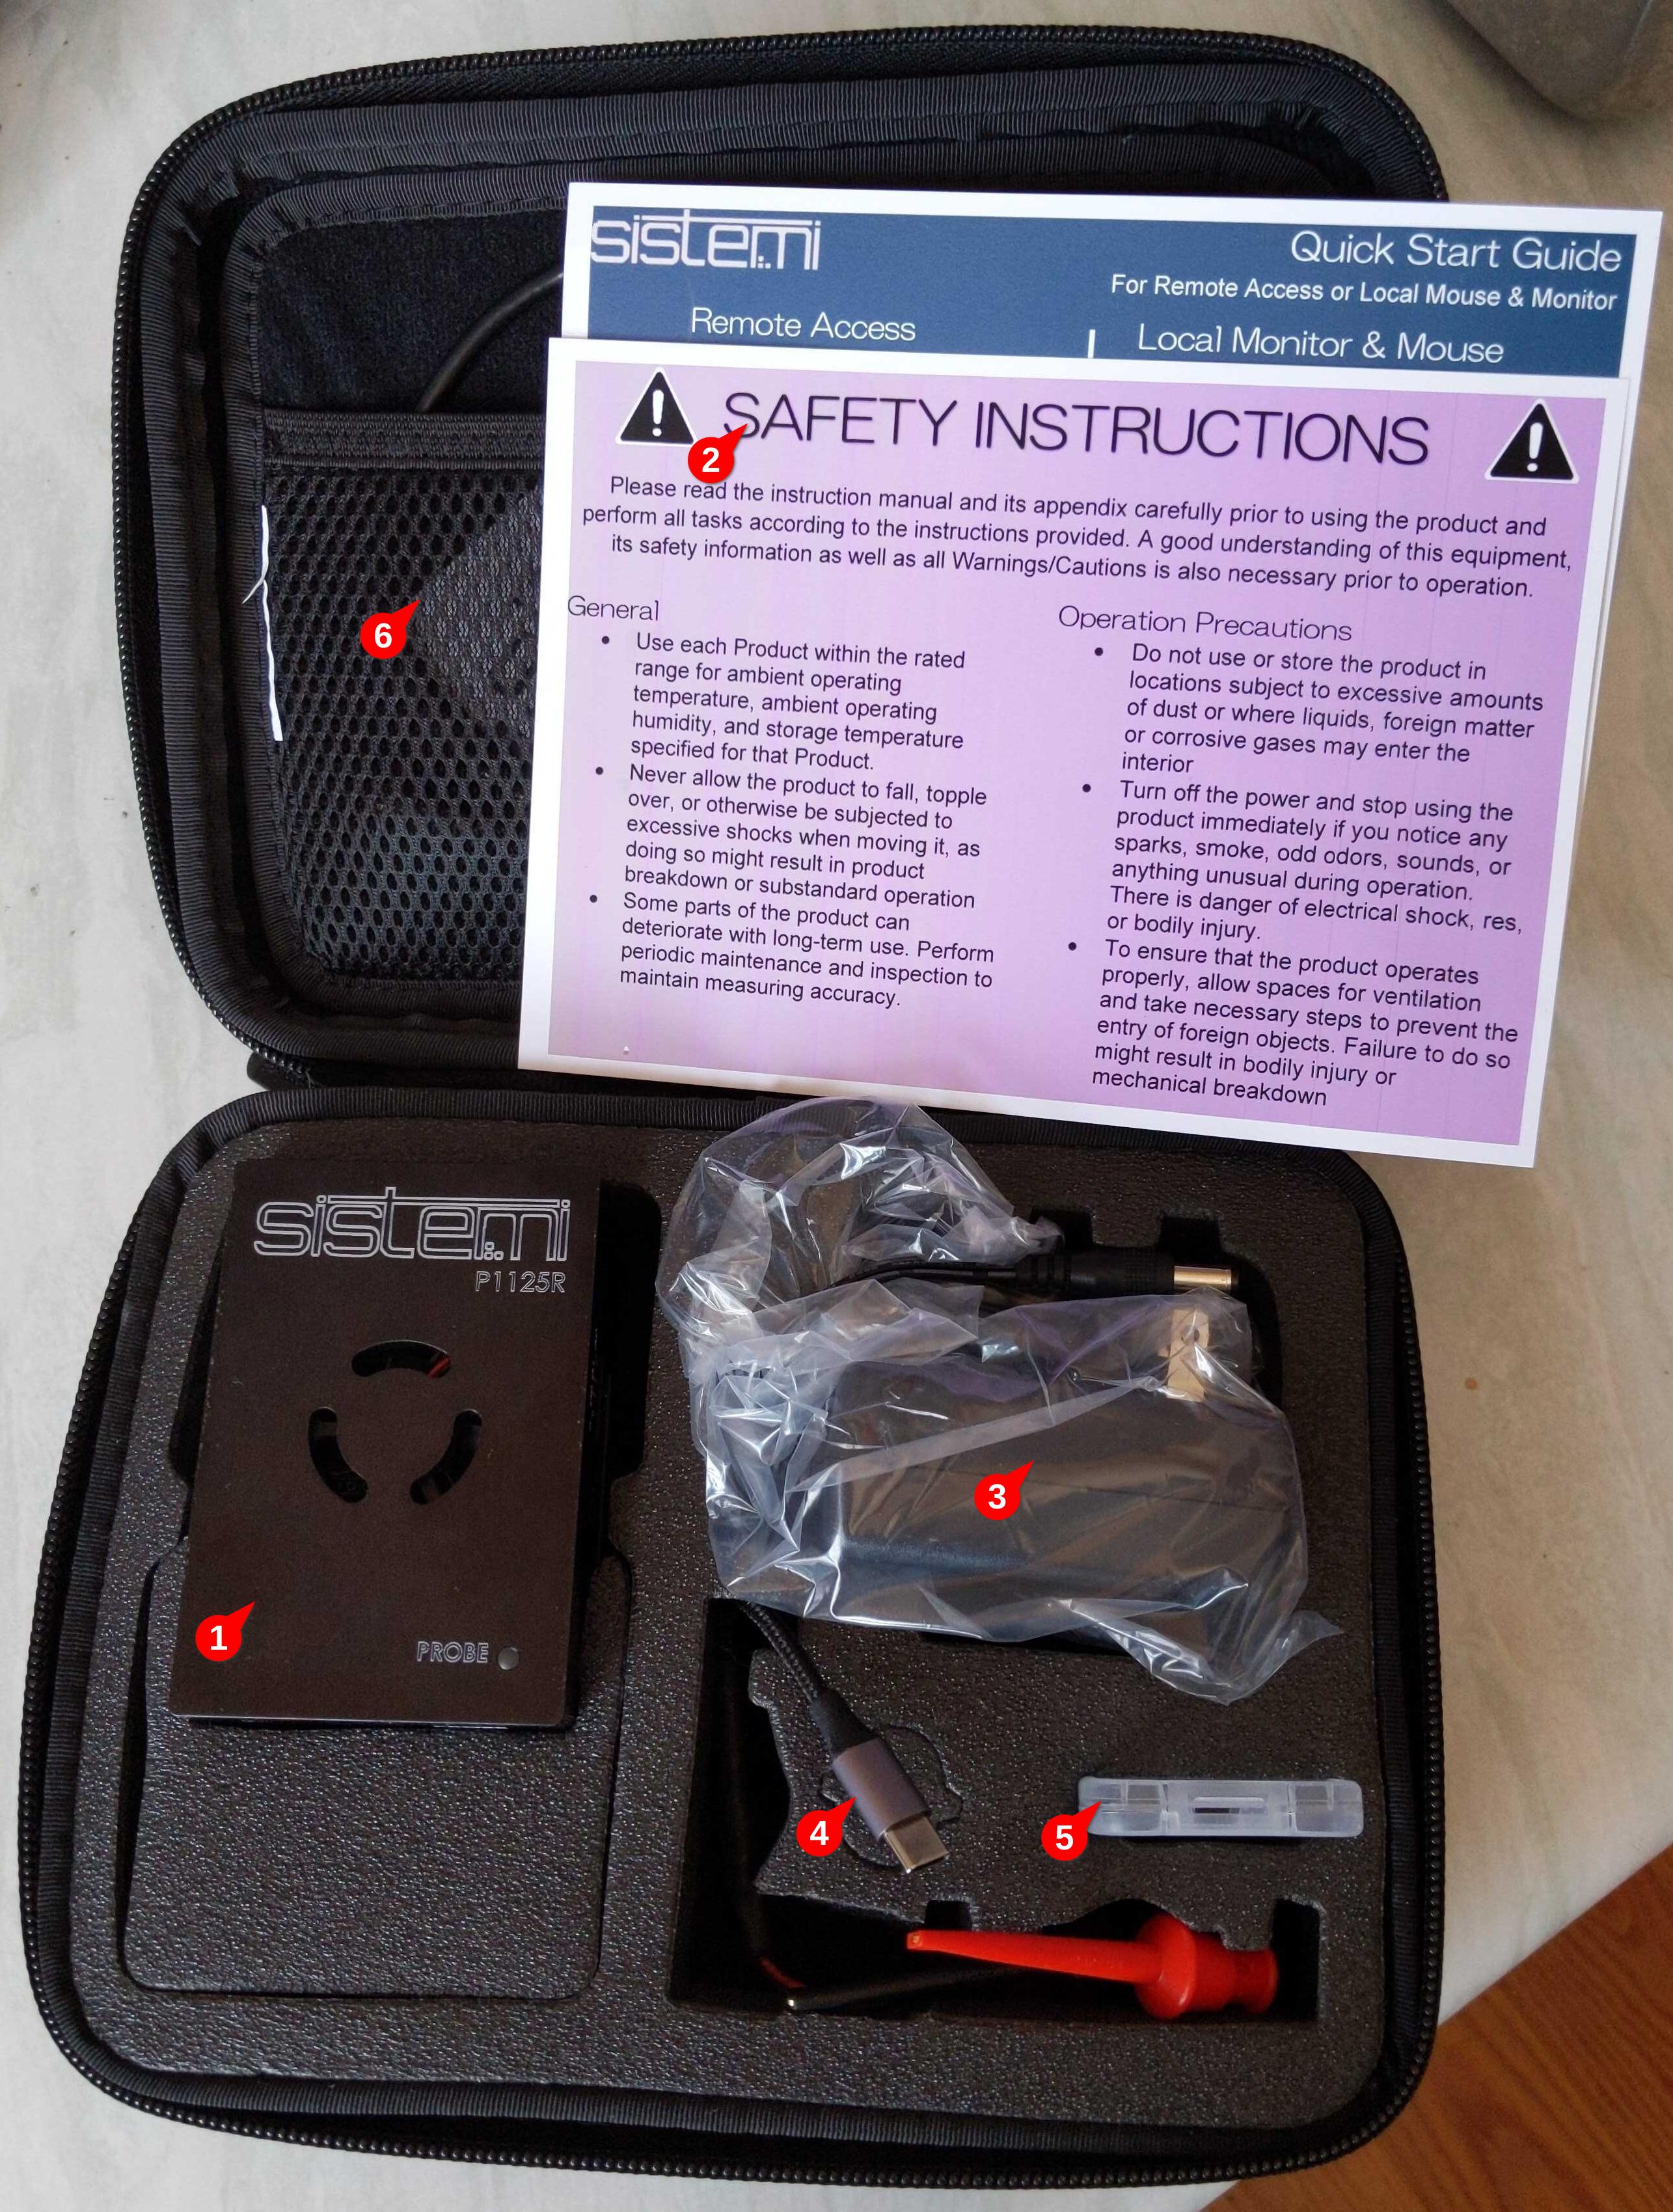 sistemi
Quick Start Guide
For Remote Access or Local Mouse & Monitor
Remote Access
Local Monitor & Mouse
SAFETY INSTRUCTIONS
2
Please read the instruction manual and its appendix carefully prior to using the product and
perform all tasks according to the instructions provided. A good understanding of this equipment,
its safety information as well as all Warnings/Cautions is also necessary prior to operation.
General
Use each Product within the rated
range for ambient operating
temperature, ambient operating
humidity, and storage temperature
specified for that Product.
Never allow the product to fall, topple
over, or otherwise be subjected to
excessive shocks when moving it, as
doing so might result in product
breakdown or substandard operation
Some parts of the product can
deteriorate with long-term use. Perform
periodic maintenance and inspection to
maintain measuring accuracy.
Operation Precautions
Do not use or store the product in
locations subject to excessive amounts
of dust or where liquids, foreign matter
or corrosive gases may enter the
interior
Turn off the power and stop using the
product immediately if you notice any
sparks, smoke, odd odors, sounds, or
anything unusual during operation.
There is danger of electrical shock, res,
or bodily injury.
To ensure that the product operates
properly, allow spaces for ventilation
and take necessary steps to prevent the
entry of foreign objects. Failure to do so
might result in bodily injury or
mechanical breakdown
6
sistemi
P1125R
3
1
PROBE
4
5